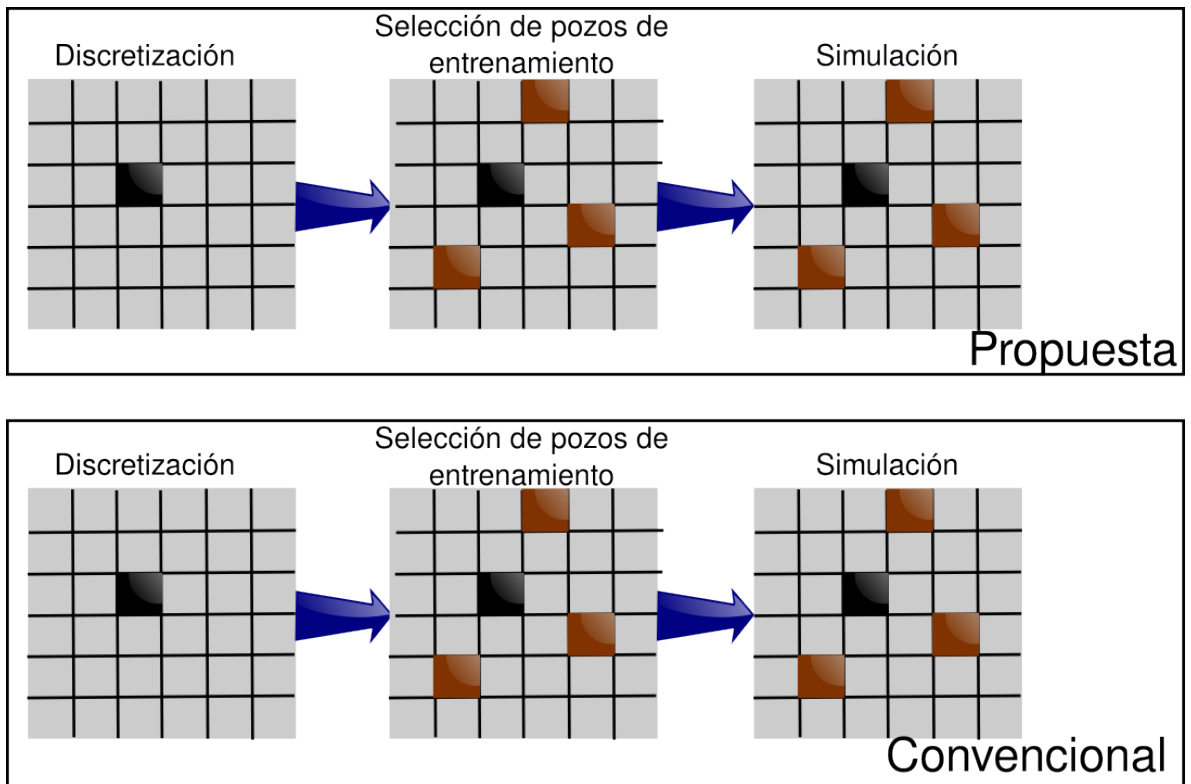 Discretización
Selección de pozos de
entrenamiento
Simulación
Propuesta
Discretización
Selección de pozos de
entrenamiento
Simulación
Convencional